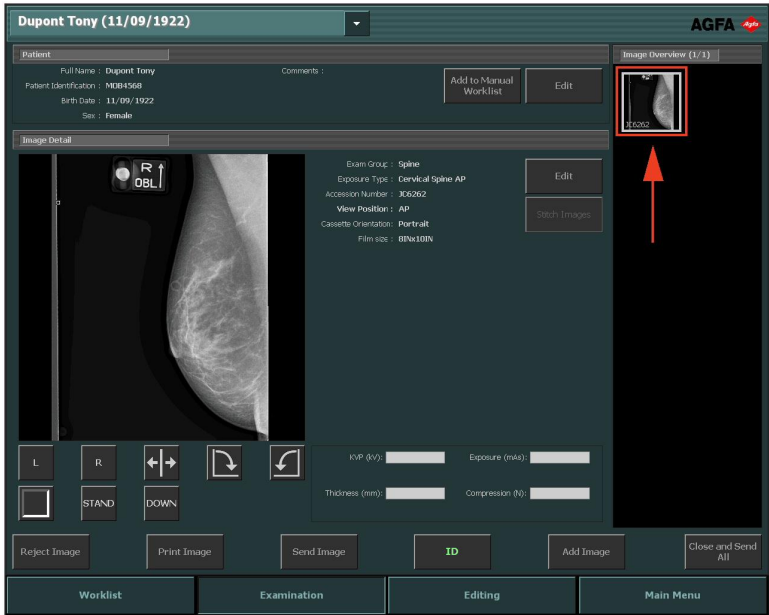 Dupont Tony (11/09/1922)
AGFA
Agfa
Patient
Full Name : Dupont Tony
Patient Identification : MOB4568
Birth Date : 11/09/1922
Sex : Female
Comments :
Add to Manual
Worklist
Edit
Image Overview (1/1)
JC6262
Image Detail
R
OBL
Exam Group : Spine
Exposure Type : Cervical Spine AP
Accession Number : JC6262
View Position : AP
Cassette Orientation: Portrait
Film size : 8INx10IN
Edit
Stitch Images
L
R
STAND
DOWN
KVP (kV):
Exposure (mAs):
Thickness (mm):
Compression (N):
Reject Image
Print Image
Send Image
ID
Add Image
Close and Send
All
Worklist
Examination
Editing
Main Menu